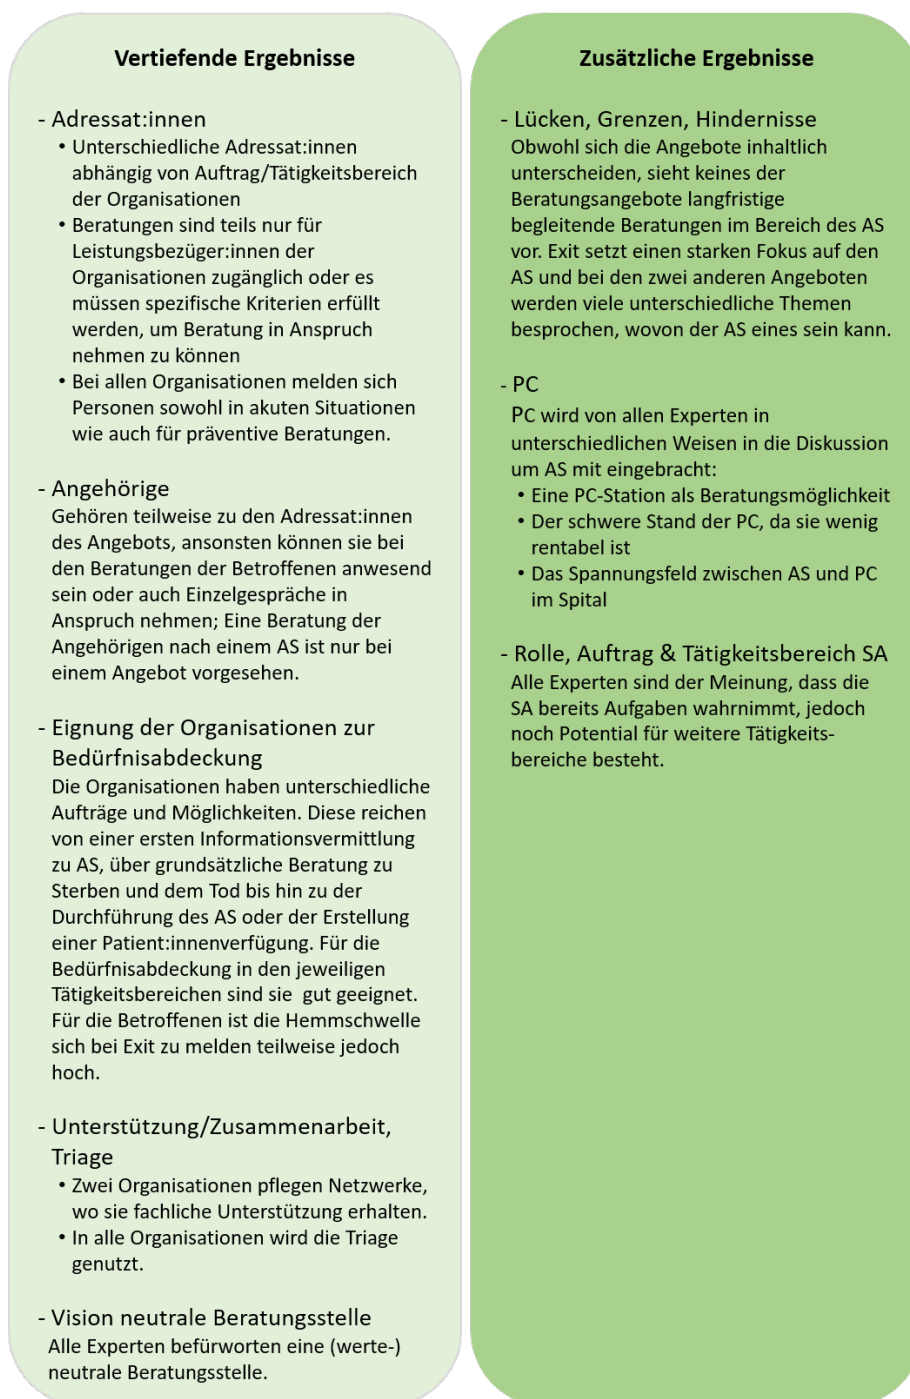 Vertiefende Ergebnisse
- Adressat:innen
• Unterschiedliche Adressat:innen
abhängig von Auftrag/Tätigkeitsbereich
der Organisationen
• Beratungen sind teils nur für
Leistungsbezüger:innen der
Organisationen zugänglich oder es
müssen spezifische Kriterien erfüllt
werden, um Beratung in Anspruch
nehmen zu können
• Bei allen Organisationen melden sich
Personen sowohl in akuten Situationen
wie auch für präventive Beratungen.
- Angehörige
Gehören teilweise zu den Adressat:innen
des Angebots, ansonsten können sie bei
den Beratungen der Betroffenen anwesend
sein oder auch Einzelgespräche in
Anspruch nehmen; Eine Beratung der
Angehörigen nach einem AS ist nur bei
einem Angebot vorgesehen.
- Eignung der Organisationen zur
Bedürfnisabdeckung
Die Organisationen haben unterschiedliche
Aufträge und Möglichkeiten. Diese reichen
von einer ersten Informationsvermittlung
zu AS, über grundsätzliche Beratung zu
Sterben und dem Tod bis hin zu der
Durchführung des AS oder der Erstellung
einer Patient:innenverfügung. Für die
Bedürfnisabdeckung in den jeweiligen
Tätigkeitsbereichen sind sie gut geeignet.
Für die Betroffenen ist die Hemmschwelle
sich bei Exit zu melden teilweise jedoch
hoch.
- Unterstützung/Zusammenarbeit,
Triage
• Zwei Organisationen pflegen Netzwerke,
wo sie fachliche Unterstützung erhalten.
• In alle Organisationen wird die Triage
genutzt.
- Vision neutrale Beratungsstelle
Alle Experten befürworten eine (werte-)
neutrale Beratungsstelle.
Zusätzliche Ergebnisse
- Lücken, Grenzen, Hindernisse
Obwohl sich die Angebote inhaltlich
unterscheiden, sieht keines der
Beratungsangebote langfristige
begleitende Beratungen im Bereich des AS
vor. Exit setzt einen starken Fokus auf den
AS und bei den zwei anderen Angeboten
werden viele unterschiedliche Themen
besprochen, wovon der AS eines sein kann.
- PC
PC wird von allen Experten in
unterschiedlichen Weisen in die Diskussion
um AS mit eingebracht:
• Eine PC-Station als Beratungsmöglichkeit
• Der schwere Stand der PC, da sie wenig
rentabel ist
• Das Spannungsfeld zwischen AS und PC
im Spital
- Rolle, Auftrag & Tätigkeitsbereich SA
Alle Experten sind der Meinung, dass die
SA bereits Aufgaben wahrnimmt, jedoch
noch Potential für weitere Tätigkeits-
bereiche besteht.